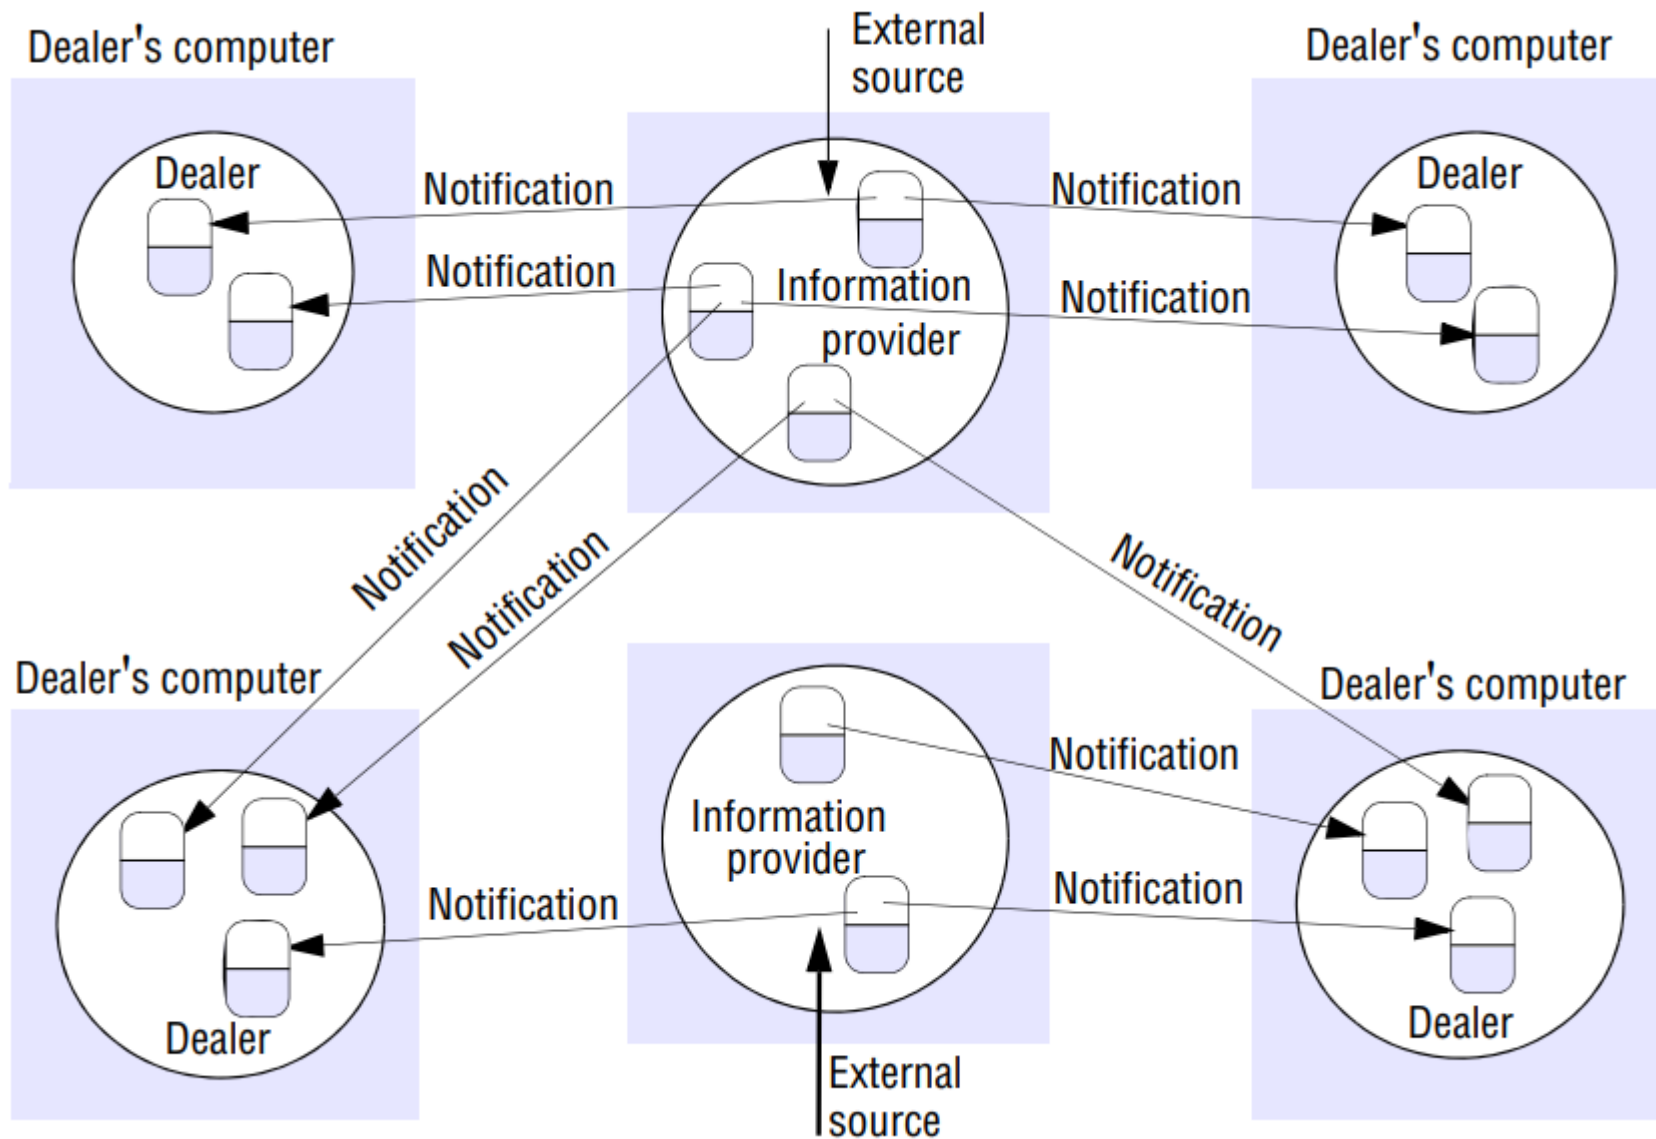 External
source
Dealer's computer
Dealer's computer
Dealer
Notification
Notification
Dealer
Notification
Information
provider
Notification
Notification
Notification
Notification
Dealer's computer
Dealer's computer
Notification
Information
provider
Notification
Notification
Dealer
Dealer
External
source